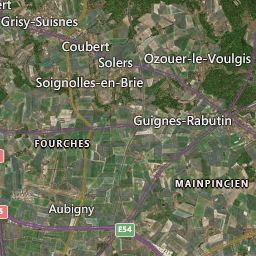 Grisy-Suisnes
Coubert
Solers
Ozouer-le-Voulgis
Soignolles-en-Brie
Guignes-Rabutin
FOURCHES
MAINPINCIEN
Aubigny
E54